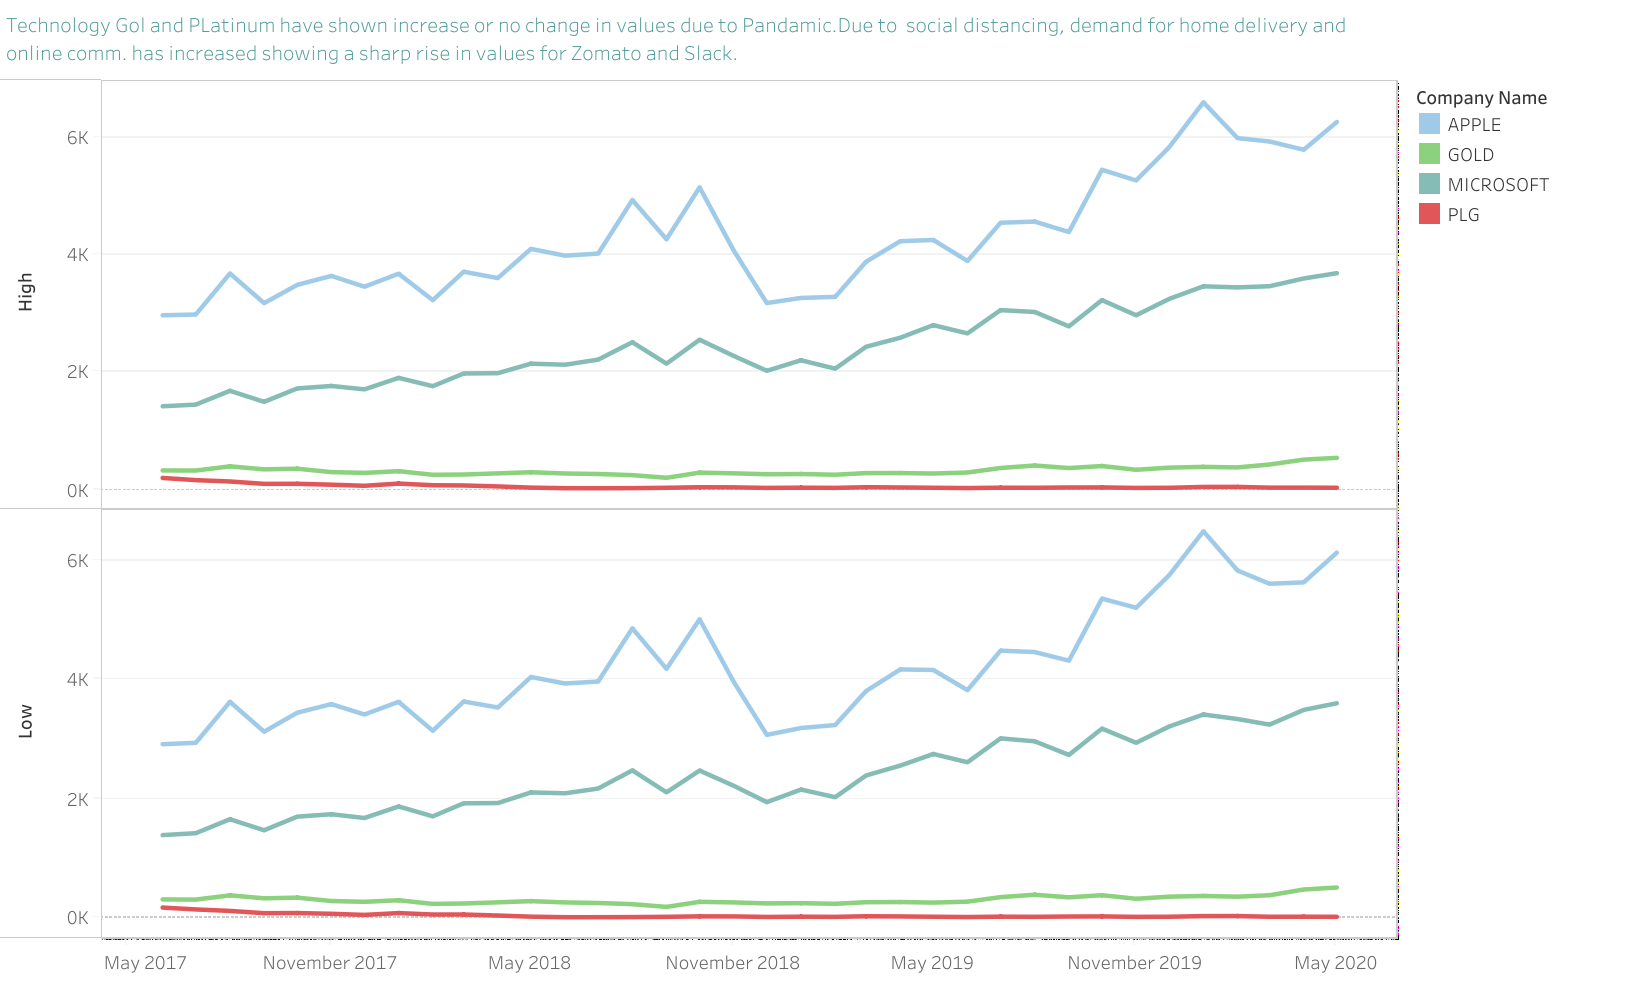 Technology Gol and PLatinum have shown increase or no change in values due to Pandamic.Due to  social distancing, demand for home delivery and
online comm. has increased showing a sharp rise in values for Zomato and Slack.
Company Name
APPLE
GOLD
MICROSOFT
PLG
High
6K
4K
2K
0K
Low
6K
4K
2K
0K
May 2017
November 2017
May 2018
November 2018
May 2019
November 2019
May 2020